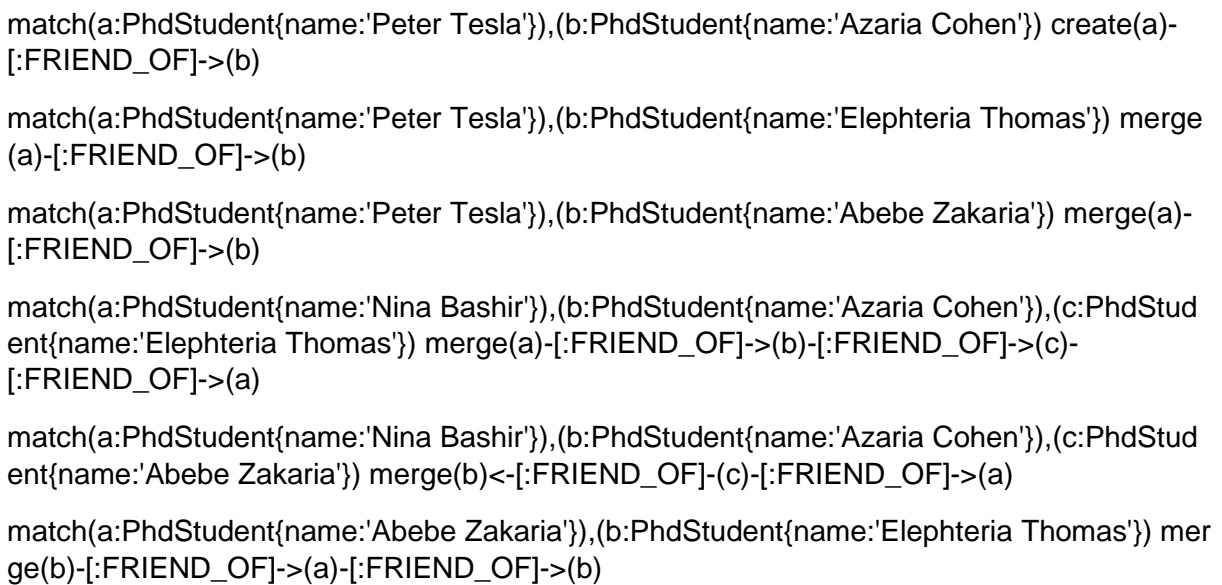 match(a:PhdStudent{name:'Peter Tesla'}),(b:PhdStudent{name:'Azaria Cohen'}) create(a)-
[:FRIEND_OF]->(b)
match(a:PhdStudent{name:'Peter Tesla'}),(b:PhdStudent{name:'Elephteria Thomas'}) merge
(a)-[:FRIEND_OF]->(b)
match(a:PhdStudent{name:'Peter Tesla'}),(b:PhdStudent{name:'Abebe Zakaria'}) merge(a)-
[:FRIEND_OF]->(b)
match(a:PhdStudent{name:'Nina Bashir'}),(b:PhdStudent{name:'Azaria Cohen'}),(c:PhdStud
ent{name:'Elephteria Thomas'}) merge(a)-[:FRIEND_OF]->(b)-[:FRIEND_OF]->(c)-
[:FRIEND_OF]->(a)
match(a:PhdStudent{name:'Nina Bashir'}),(b:PhdStudent{name:'Azaria Cohen'}),(c:PhdStud
ent{name:'Abebe Zakaria'}) merge(b)<-[:FRIEND_OF]-(c)-[:FRIEND_OF]->(a)
match(a:PhdStudent{name:'Abebe Zakaria'}),(b:PhdStudent{name:'Elephteria Thomas'}) mer
ge(b)-[:FRIEND_OF]->(a)-[:FRIEND_OF]->(b)